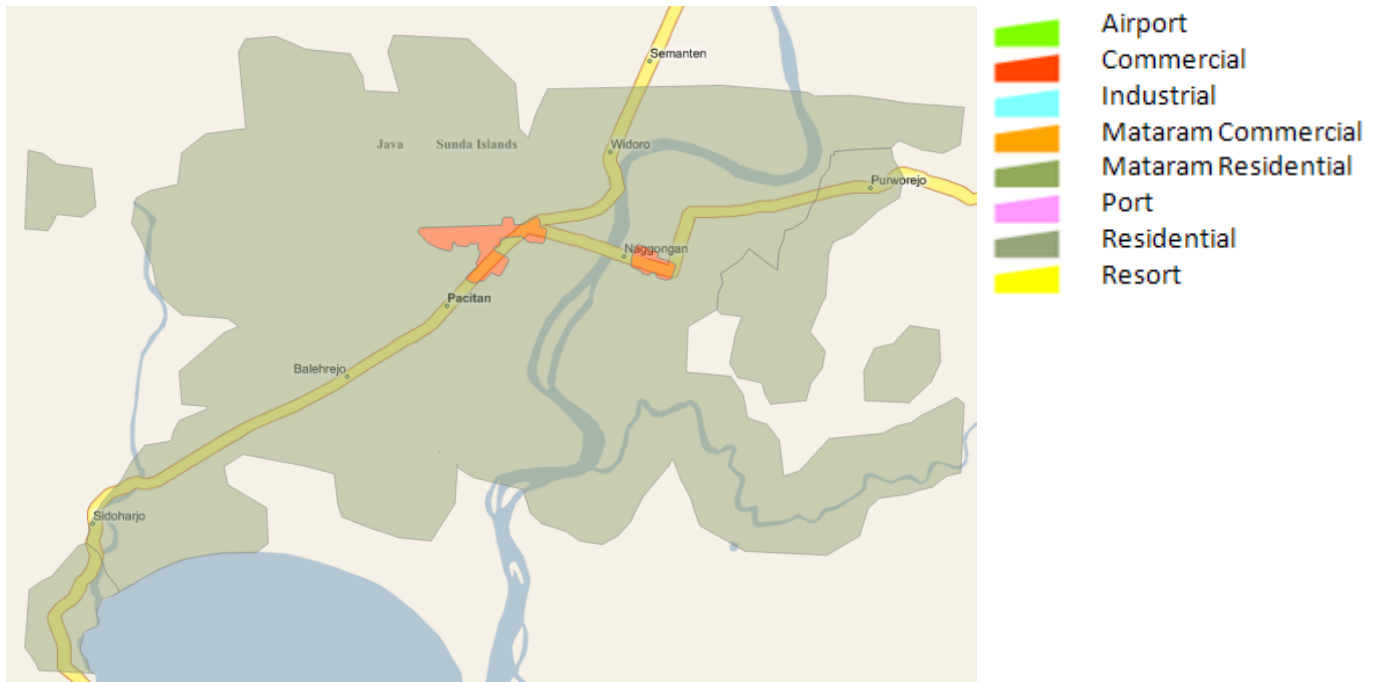 Semanten
Java Sunda Islands
Widoro
Purworejo
Naggongan
Pacitan
Balehrejo
Sidoharjo
Airport
Commercial
Industrial
Mataram Commercial
Mataram Residential
Port
Residential
Resort